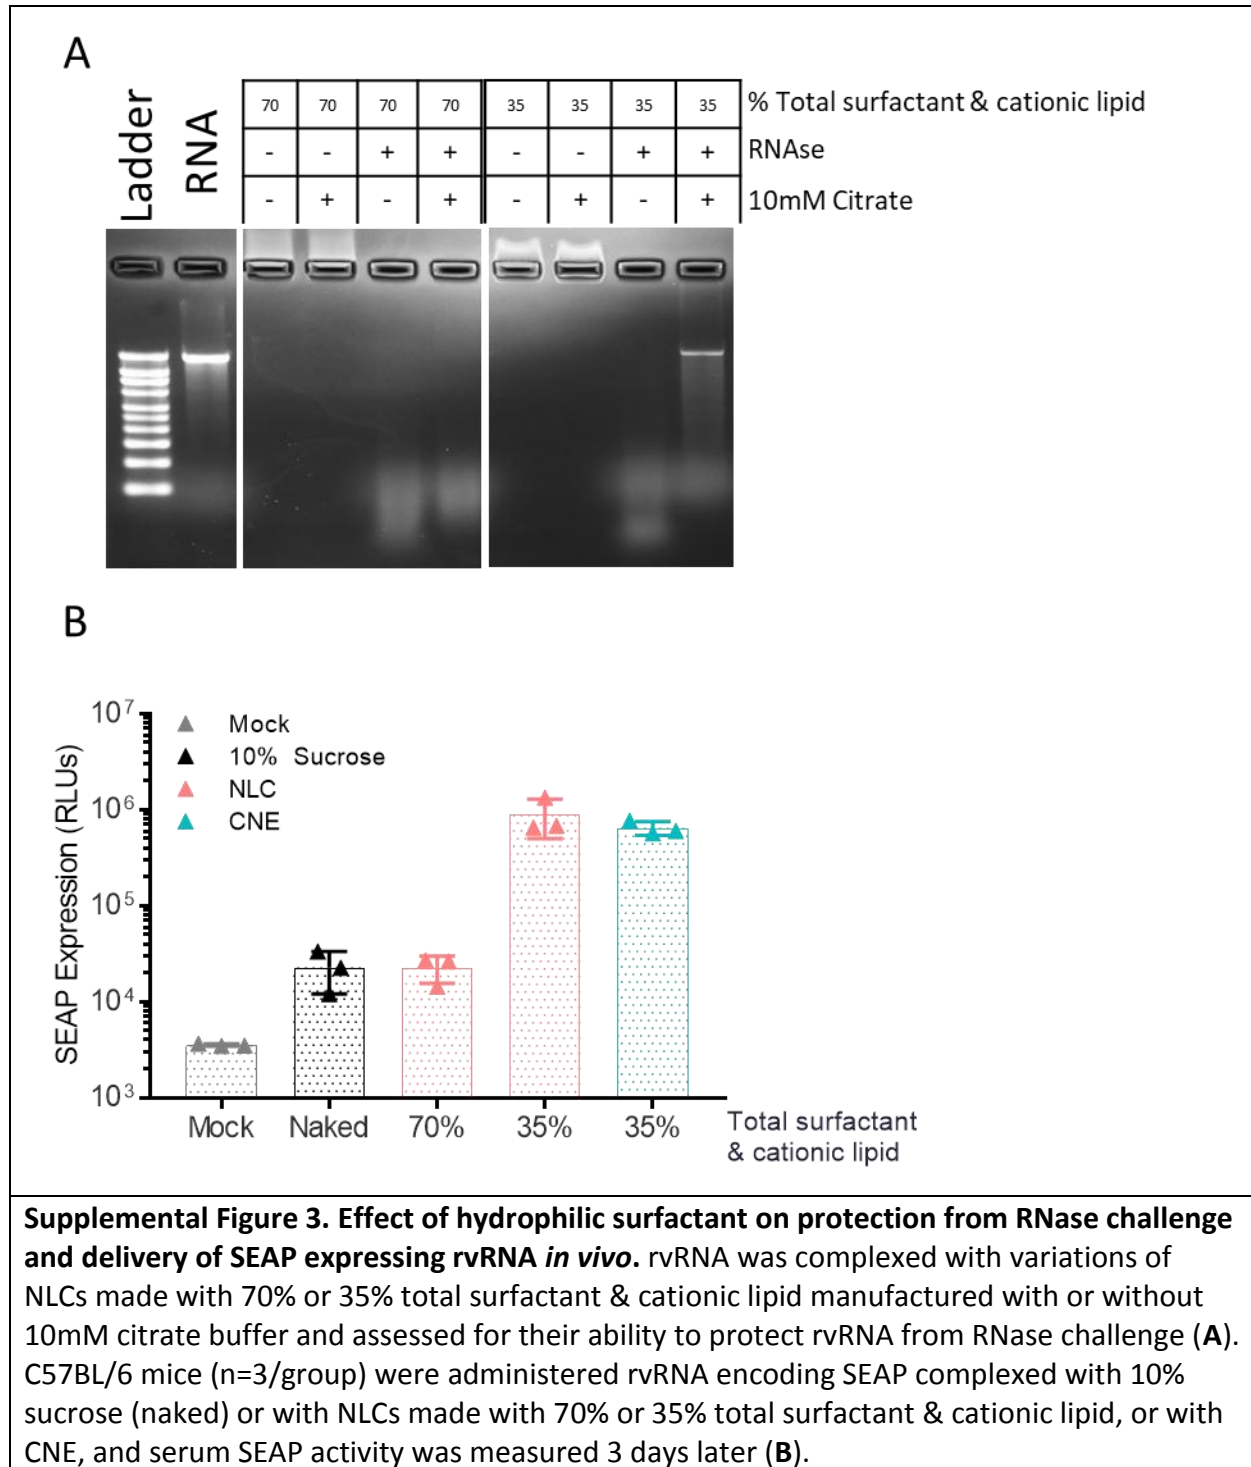 A
Ladder
RNA
70 70 70 70 35 35 35 35 % Total surfactant & cationic lipid
- - + + - - + + RNAse
- + - + - + - + 10mM Citrate
B
SEAP Expression (RLUs)
10⁷
10⁶
10⁵
10⁴
10³
Mock
10% Sucrose
NLC
CNE
Mock Naked 70% 35% 35% Total surfactant
& cationic lipid
Supplemental Figure 3. Effect of hydrophilic surfactant on protection from RNase challenge
and delivery of SEAP expressing rvRNA in vivo. rvRNA was complexed with variations of
NLCs made with 70% or 35% total surfactant & cationic lipid manufactured with or without
10mM citrate buffer and assessed for their ability to protect rvRNA from RNase challenge (A).
C57BL/6 mice (n=3/group) were administered rvRNA encoding SEAP complexed with 10%
sucrose (naked) or with NLCs made with 70% or 35% total surfactant & cationic lipid, or with
CNE, and serum SEAP activity was measured 3 days later (B).